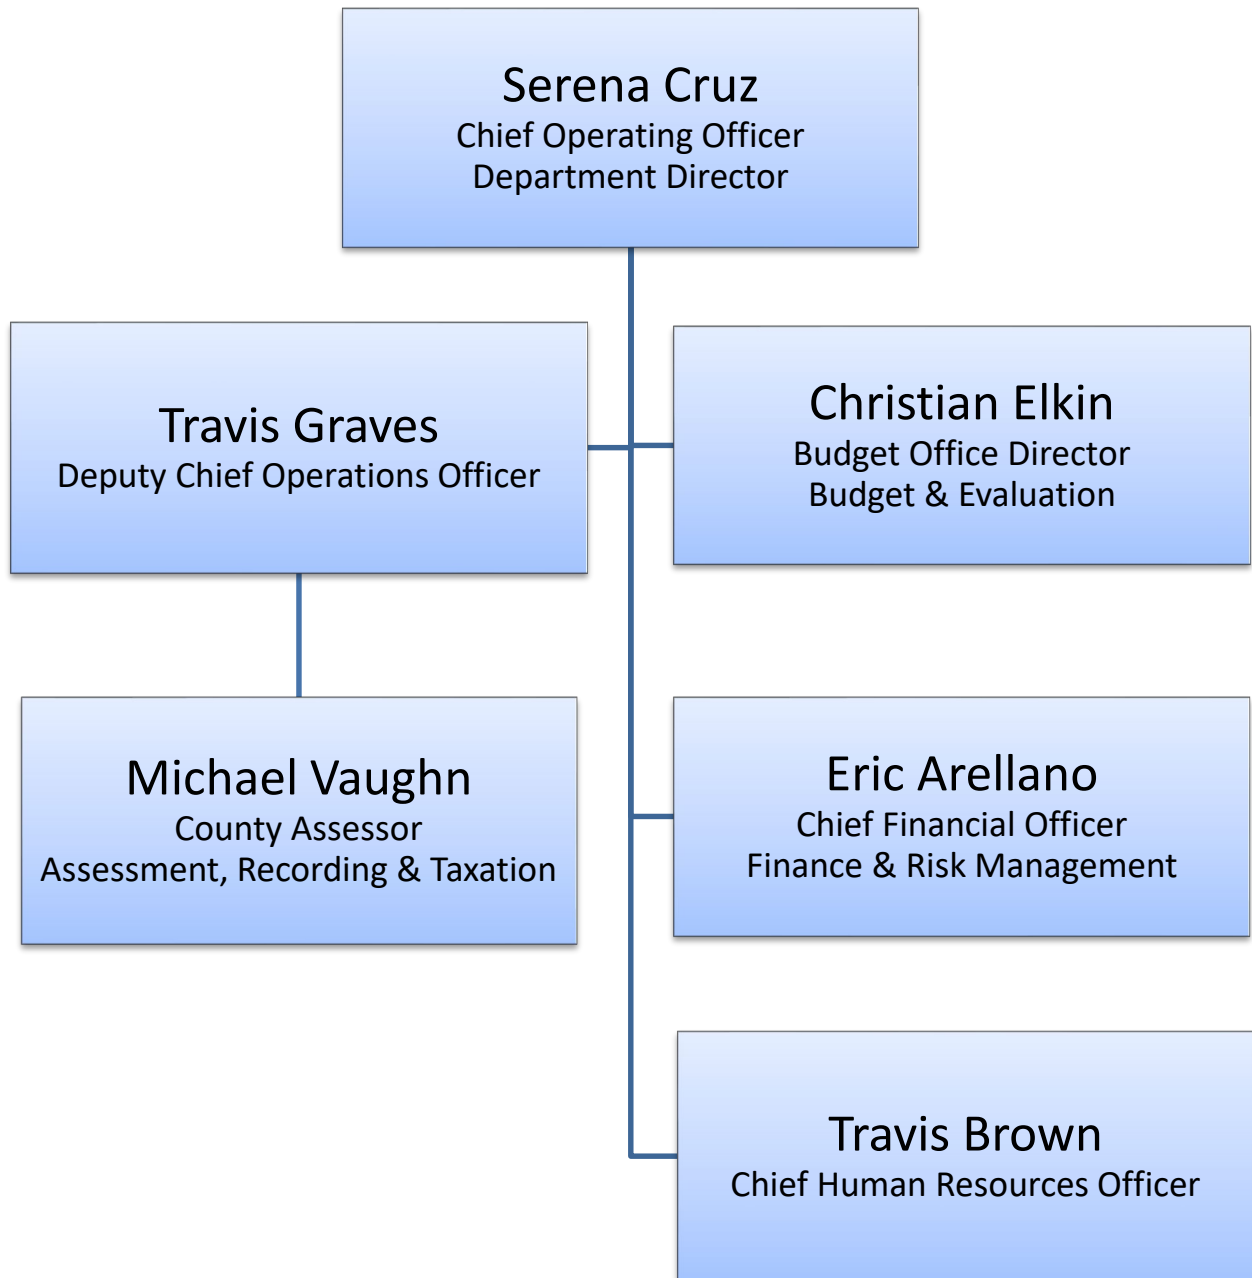 Serena Cruz
Chief Operating Officer
Department Director
Travis Graves
Deputy Chief Operations Officer
Christian Elkin
Budget Office Director
Budget & Evaluation
Michael Vaughn
County Assessor
Assessment, Recording & Taxation
Eric Arellano
Chief Financial Officer
Finance & Risk Management
Travis Brown
Chief Human Resources Officer